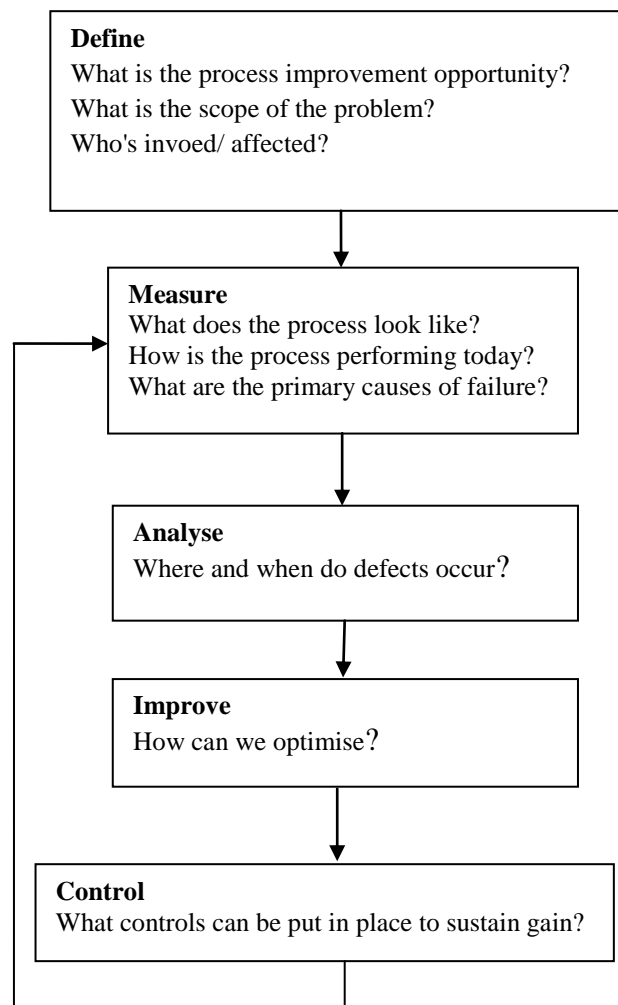 Define
What is the process improvement opportunity?
What is the scope of the problem?
Who's invoed/ affected?
Measure
What does the process look like?
How is the process performing today?
What are the primary causes of failure?
Analyse
Where and when do defects occur?
Improve
How can we optimise?
Control
What controls can be put in place to sustain gain?